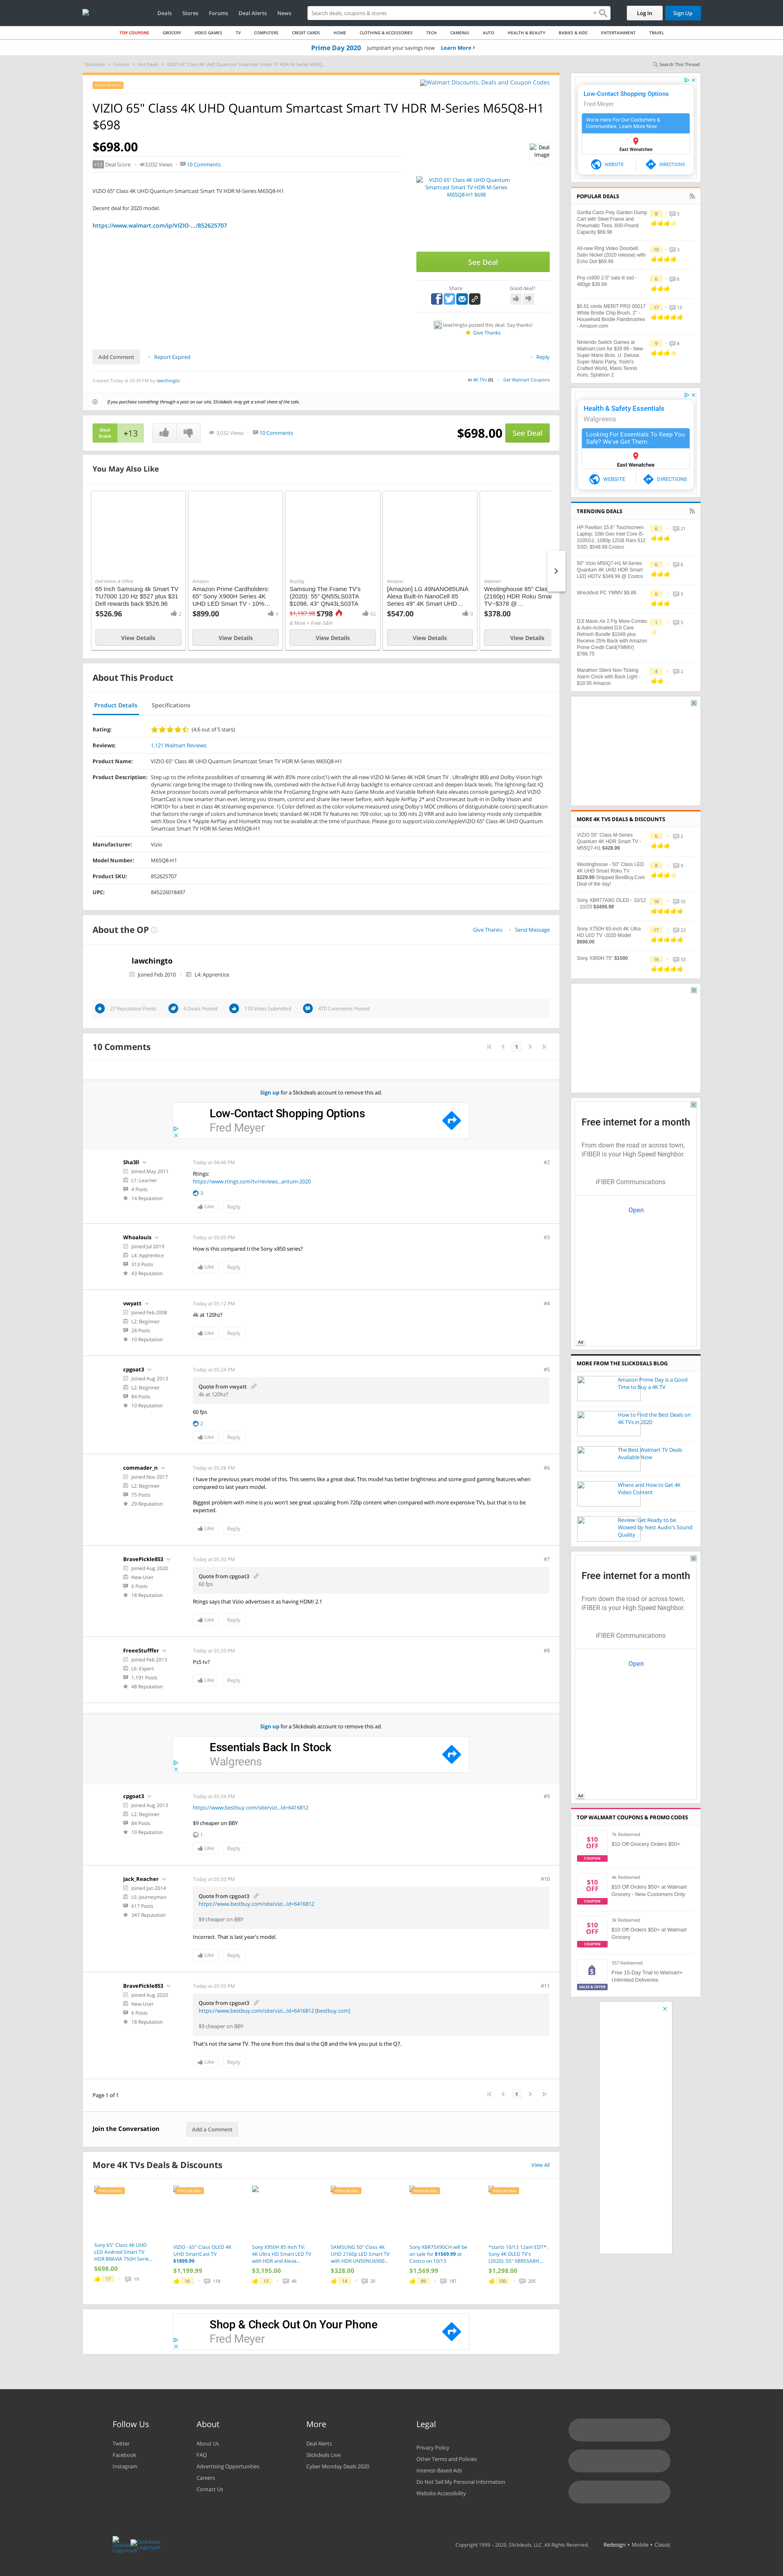 Deals
Stores
Forums
Deal Alerts
News
Search deals, coupons & stores
Log In
Sign Up
TOP COUPONS
GROCERY
VIDEO GAMES
TV
COMPUTERS
CREDIT CARDS
HOME
CLOTHING & ACCESSORIES
TECH
CAMERAS
AUTO
HEALTH & BEAUTY
BABIES & KIDS
ENTERTAINMENT
TRAVEL
Prime Day 2020 Jumpstart your savings now Learn More
Slickdeals > Forums > Hot Deals > VIZIO 65" Class 4K UHD Quantum Smartcast Smart TV HDR M-Series M65Q...
Search This Thread
Walmart Discounts, Deals and Coupon Codes
VIZIO 65" Class 4K UHD Quantum Smartcast Smart TV HDR M-Series M65Q8-H1
$698
$698.00
Deal Image
+13 Deal Score
3,032 Views
10 Comments
VIZIO 65" Class 4K UHD Quantum Smartcast Smart TV HDR M-Series M65Q8-H1
Decent deal for 2020 model.
https://www.walmart.com/ip/VIZIO-.../852625707
VIZIO 65" Class 4K UHD Quantum
Smartcast Smart TV HDR M-Series
M65Q8-H1 $698
See Deal
Share
Good deal?
lawchingto posted this deal. Say thanks!
Give Thanks
Add Comment
Report Expired
Reply
Created Today at 03:39 PM by lawchingto
in 4K TVs (6)
Get Walmart Coupons
If you purchase something through a post on our site, Slickdeals may get a small share of the sale.
Deal Score
+13
3,032 Views
10 Comments
$698.00
See Deal
You May Also Like
Dell Home & Office
65 Inch Samsung 4k Smart TV TU7000 120 Hz $527 plus $31 Dell rewards back $526.96
$526.96
2
View Details
Amazon
Amazon Prime Cardholders: 65" Sony X900H Series 4K UHD LED Smart TV - 10%...
$899.00
4
View Details
BuyDig
Samsung The Frame TV's (2020): 55" QN55LS03TA $1098, 43" QN43LS03TA
$1,197.98 $798
62
& More + Free S&H
View Details
Amazon
[Amazon] LG 49NANO85UNA Alexa Built-In NanoCell 85 Series 49" 4K Smart UHD...
$547.00
0
View Details
Walmart
Westinghouse 65" Clas
(2160p) HDR Roku Smar
TV~$378 @...
$378.00
View Details
About This Product
Product Details
Specifications
Rating: (4.6 out of 5 stars)
Reviews: 1,121 Walmart Reviews
Product Name: VIZIO 65" Class 4K UHD Quantum Smartcast Smart TV HDR M-Series M65Q8-H1
Product Description: Step up to the infinite possibilities of streaming 4K with 85% more color(1) with the all-new VIZIO M-Series 4K HDR Smart TV . UltraBright 800 and Dolby Vision high dynamic range bring the image to thrilling new life, combined with the Active Full Array backlight to enhance contrast and deepen black levels. The lightning-fast IQ Active processor boosts overall performance while the ProGaming Engine with Auto Game Mode and Variable Refresh Rate elevates console gaming(2). And VIZIO SmartCast is now smarter than ever, letting you stream, control and share like never before, with Apple AirPlay 2* and Chromecast built-in and Dolby Vision and HDR10+ for a best in class 4K streaming experience. 1) Color defined as the color volume measured using Dolby's MDC (millions of distinguishable colors) specification that factors the range of colors and luminance levels (max to black); standard 4K HDR TV features rec 709 color, up to 300 nits 2) VRR and auto low latency mode only compatible with Xbox One X *Apple AirPlay and HomeKit may not be available at the time of purchase. Please go to support.vizio.com/AppleVIZIO 65" Class 4K UHD Quantum Smartcast Smart TV HDR M-Series M65Q8-H1
Manufacturer: Vizio
Model Number: M65Q8-H1
Product SKU: 852625707
UPC: 845226018497
About the OP
Give Thanks
Send Message
lawchingto
Joined Feb 2010
L4: Apprentice
27 Reputation Points
4 Deals Posted
110 Votes Submitted
470 Comments Posted
10 Comments
1
Sign up for a Slickdeals account to remove this ad.
Low-Contact Shopping Options
Fred Meyer
Sha3ll
Joined May 2011
L1: Learner
4 Posts
14 Reputation
Today at 04:46 PM
#2
Rtings:
https://www.rtings.com/tv/reviews...antum-2020
3
Like
Reply
Whoalouis
Joined Jul 2019
L4: Apprentice
313 Posts
43 Reputation
Today at 05:05 PM
#3
How is this compared ti the Sony x850 series?
Like
Reply
vwyatt
Joined Feb 2008
L2: Beginner
28 Posts
10 Reputation
Today at 05:12 PM
#4
4k at 120hz?
Like
Reply
cpgoat3
Joined Aug 2013
L2: Beginner
84 Posts
10 Reputation
Today at 05:24 PM
#5
Quote from vwyatt
4k at 120hz?
60 fps
2
Like
Reply
commader_n
Joined Nov 2017
L2: Beginner
75 Posts
29 Reputation
Today at 05:28 PM
#6
I have the previous years model of this. This seems like a great deal. This model has better brightness and some good gaming features when compared to last years model.
Biggest problem with mine is you won't see great upscaling from 720p content when compared with more expensive TVs, but that is to be expected.
Like
Reply
BravePickle853
Joined Aug 2020
New User
6 Posts
18 Reputation
Today at 05:30 PM
#7
Quote from cpgoat3
60 fps
Rtings says that Vizio advertises it as having HDMI 2.1
Like
Reply
FreeeStufffer
Joined Feb 2013
L6: Expert
1,191 Posts
48 Reputation
Today at 05:33 PM
#8
Ps5 tv?
Like
Reply
Sign up for a Slickdeals account to remove this ad.
Essentials Back In Stock
Walgreens
cpgoat3
Joined Aug 2013
L2: Beginner
84 Posts
10 Reputation
Today at 05:34 PM
#9
https://www.bestbuy.com/site/vizi...Id=6416812
$9 cheaper on BBY
1
Like
Reply
Jack_Reacher
Joined Jun 2014
L5: Journeyman
617 Posts
347 Reputation
Today at 05:50 PM
#10
Quote from cpgoat3
https://www.bestbuy.com/site/vizi...Id=6416812
$9 cheaper on BBY
Incorrect. That is last year's model.
Like
Reply
BravePickle853
Joined Aug 2020
New User
6 Posts
18 Reputation
Today at 05:50 PM
#11
Quote from cpgoat3
https://www.bestbuy.com/site/vizi...Id=6416812 [bestbuy.com]
$9 cheaper on BBY
That's not the same TV. The one from this deal is the Q8 and the link you put is the Q7.
Like
Reply
Page 1 of 1
1
Join the Conversation
Add a Comment
More 4K TVs Deals & Discounts
View All
Sony 65" Class 4K UHD LED Android Smart TV HDR BRAVIA 750H Serie...
$698.00
17
19
VIZIO - 65" Class OLED 4K UHD SmartCast TV $1899.99
$1,199.99
16
118
Sony X950H 85 Inch TV: 4K Ultra HD Smart LED TV with HDR and Alexa...
$3,195.00
13
46
SAMSUNG 50" Class 4K UHD 2160p LED Smart TV with HDR UN50NU6900...
$328.00
14
20
Sony XBR75X90CH will be on sale for $1569.99 at Costco on 10/13
$1,569.99
89
187
*starts 10/13 12am EDT*: Sony 4K OLED TV's (2020): 55" XBR55A8H...
$1,298.00
100
205
Shop & Check Out On Your Phone
Fred Meyer
Low-Contact Shopping Options
Fred Meyer
We're Here For Our Customers & Communities. Learn More Now.
East Wenatchee
WEBSITE
DIRECTIONS
POPULAR DEALS
Gorilla Carts Poly Garden Dump Cart with Steel Frame and Pneumatic Tires, 600-Pound Capacity $69.98
8
5
All-new Ring Video Doorbell, Satin Nickel (2020 release) with Echo Dot $69.99
10
3
Pny cs900 2.5" sata iii ssd - 480gb $39.99
6
6
$0.61 cents MERIT PRO 00017 White Bristle Chip Brush, 2" - Household Bristle Paintbrushes - Amazon.com
17
13
Nintendo Switch Games at Walmart.com for $39.99 - New Super Mario Bros. U: Deluxe, Super Mario Party, Yoshi's Crafted World, Mario Tennis Aces, Splatoon 2
9
8
Health & Safety Essentials
Walgreens
Looking For Essentials To Keep You Safe? We've Got Them.
East Wenatchee
WEBSITE
DIRECTIONS
TRENDING DEALS
HP Pavilion 15.6" Touchscreen Laptop: 10th Gen Intel Core i5-1035G1, 1080p 12GB Ram 512 SSD; $549.99 Costco
6
21
50" Vizio M50Q7-H1 M-Series Quantum 4K UHD HDR Smart LED HDTV $349.99 @ Costco
6
6
Wreckfest PC YMMV $9.88
6
5
DJI Mavic Air 2 Fly More Combo & Auto-Activated DJI Care Refresh Bundle $1049 plus Receive 25% Back with Amazon Prime Credit Card(YMMV) $786.75
1
5
Marathon Silent Non-Ticking Alarm Clock with Back Light - $19.95 Amazon
4
2
MORE 4K TVS DEALS & DISCOUNTS
VIZIO 55" Class M-Series Quantum 4K HDR Smart TV - M55Q7-H1 $428.99
6
2
Westinghouse - 50" Class LED 4K UHD Smart Roku TV $229.99 Shipped BestBuy.Com Deal of the day!
8
9
Sony XBR77A9G OLED - 10/12 - 10/25 $3499.99
18
55
Sony X750H 65-inch 4K Ultra HD LED TV -2020 Model $698.00
17
23
Sony X900H 75" $1500
16
53
Free internet for a month
From down the road or across town, iFIBER is your High Speed Neighbor.
iFIBER Communications
Open
Ad
MORE FROM THE SLICKDEALS BLOG
Amazon Prime Day is a Good Time to Buy a 4K TV
How to Find the Best Deals on 4K TVs in 2020
The Best Walmart TV Deals Available Now
Where and How to Get 4K Video Content
Review: Get Ready to be Wowed by Nest Audio's Sound Quality
Free internet for a month
From down the road or across town, iFIBER is your High Speed Neighbor.
iFIBER Communications
Open
Ad
TOP WALMART COUPONS & PROMO CODES
$10 OFF
COUPON
7k Redeemed
$10 Off Grocery Orders $50+
$10 OFF
COUPON
4k Redeemed
$10 Off Orders $50+ at Walmart Grocery - New Customers Only
$10 OFF
COUPON
3k Redeemed
$10 Off Orders $50+ at Walmart Grocery
SALES & OFFER
557 Redeemed
Free 15-Day Trial to Walmart+ Unlimited Deliveries
Follow Us
Twitter
Facebook
Instagram
About
About Us
FAQ
Advertising Opportunities
Careers
Contact Us
More
Deal Alerts
Slickdeals Live
Cyber Monday Deals 2020
Legal
Privacy Policy
Other Terms and Policies
Interest-Based Ads
Do Not Sell My Personal Information
Website Accessibility
Copyright 1999 - 2020. Slickdeals, LLC. All Rights Reserved.
Redesign • Mobile • Classic